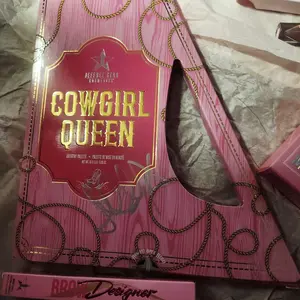 JEFFREE STAR
COSMETICS
COWGIRL
QUEEN
BROW Designer